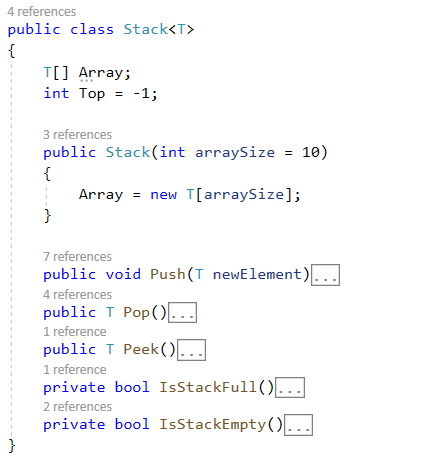 4 references
public class Stack<T>
{
T[] Array;
int Top = -1;
3 references
public Stack(int arraySize = 10)
{
Array = new T[arraySize];
}
7 references
public void Push(T newElement)...
4 references
public T Pop()...
1 reference
public T Peek()...
1 reference
private bool IsStackFull()...
2 references
private bool IsStackEmpty()...
}